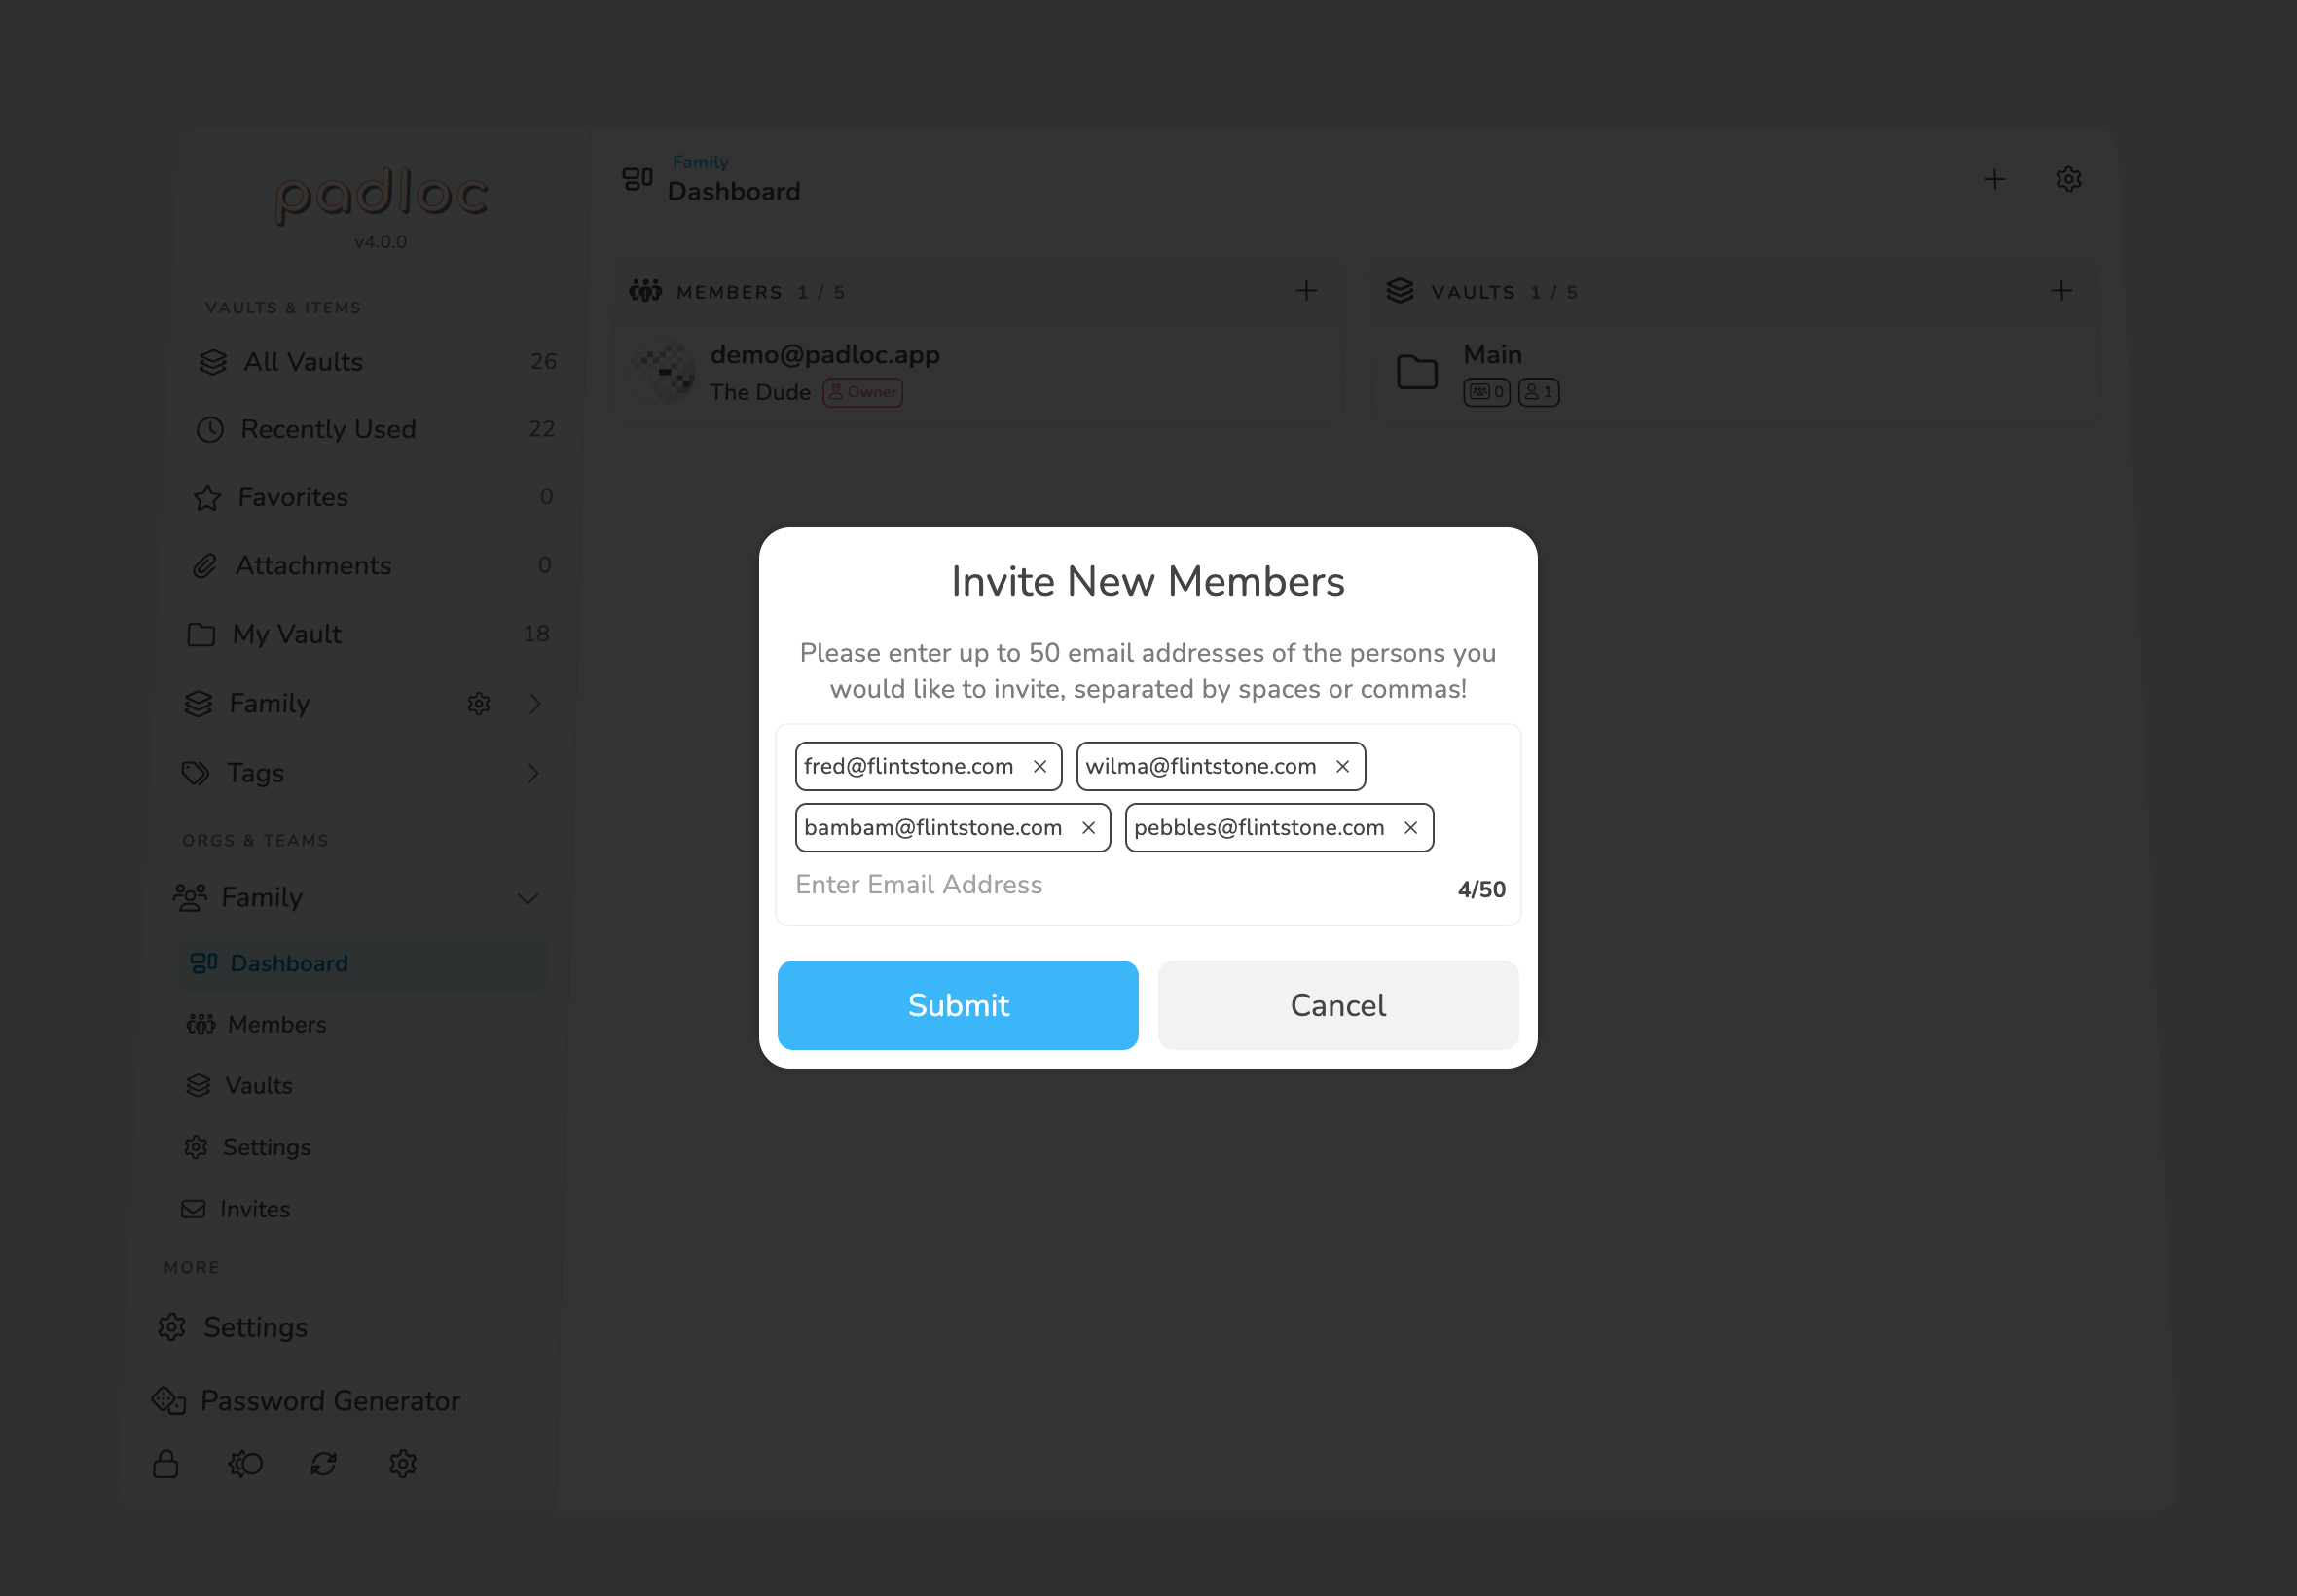 padloc
v4.0.0
VAULTS & ITEMS
All Vaults 26
Recently Used 22
Favorites 0
Attachments 0
My Vault 18
Family
Tags
ORGS & TEAMS
Family
Dashboard
Members
Vaults
Settings
Invites
MORE
Settings
Password Generator
Family
Dashboard
MEMBERS 1 / 5
demo@padloc.app
The Dude Owner
VAULTS 1 / 5
Main
0 1
Invite New Members
Please enter up to 50 email addresses of the persons you
would like to invite, separated by spaces or commas!
fred@flintstone.com wilma@flintstone.com
bambam@flintstone.com pebbles@flintstone.com
Enter Email Address 4/50
Submit Cancel